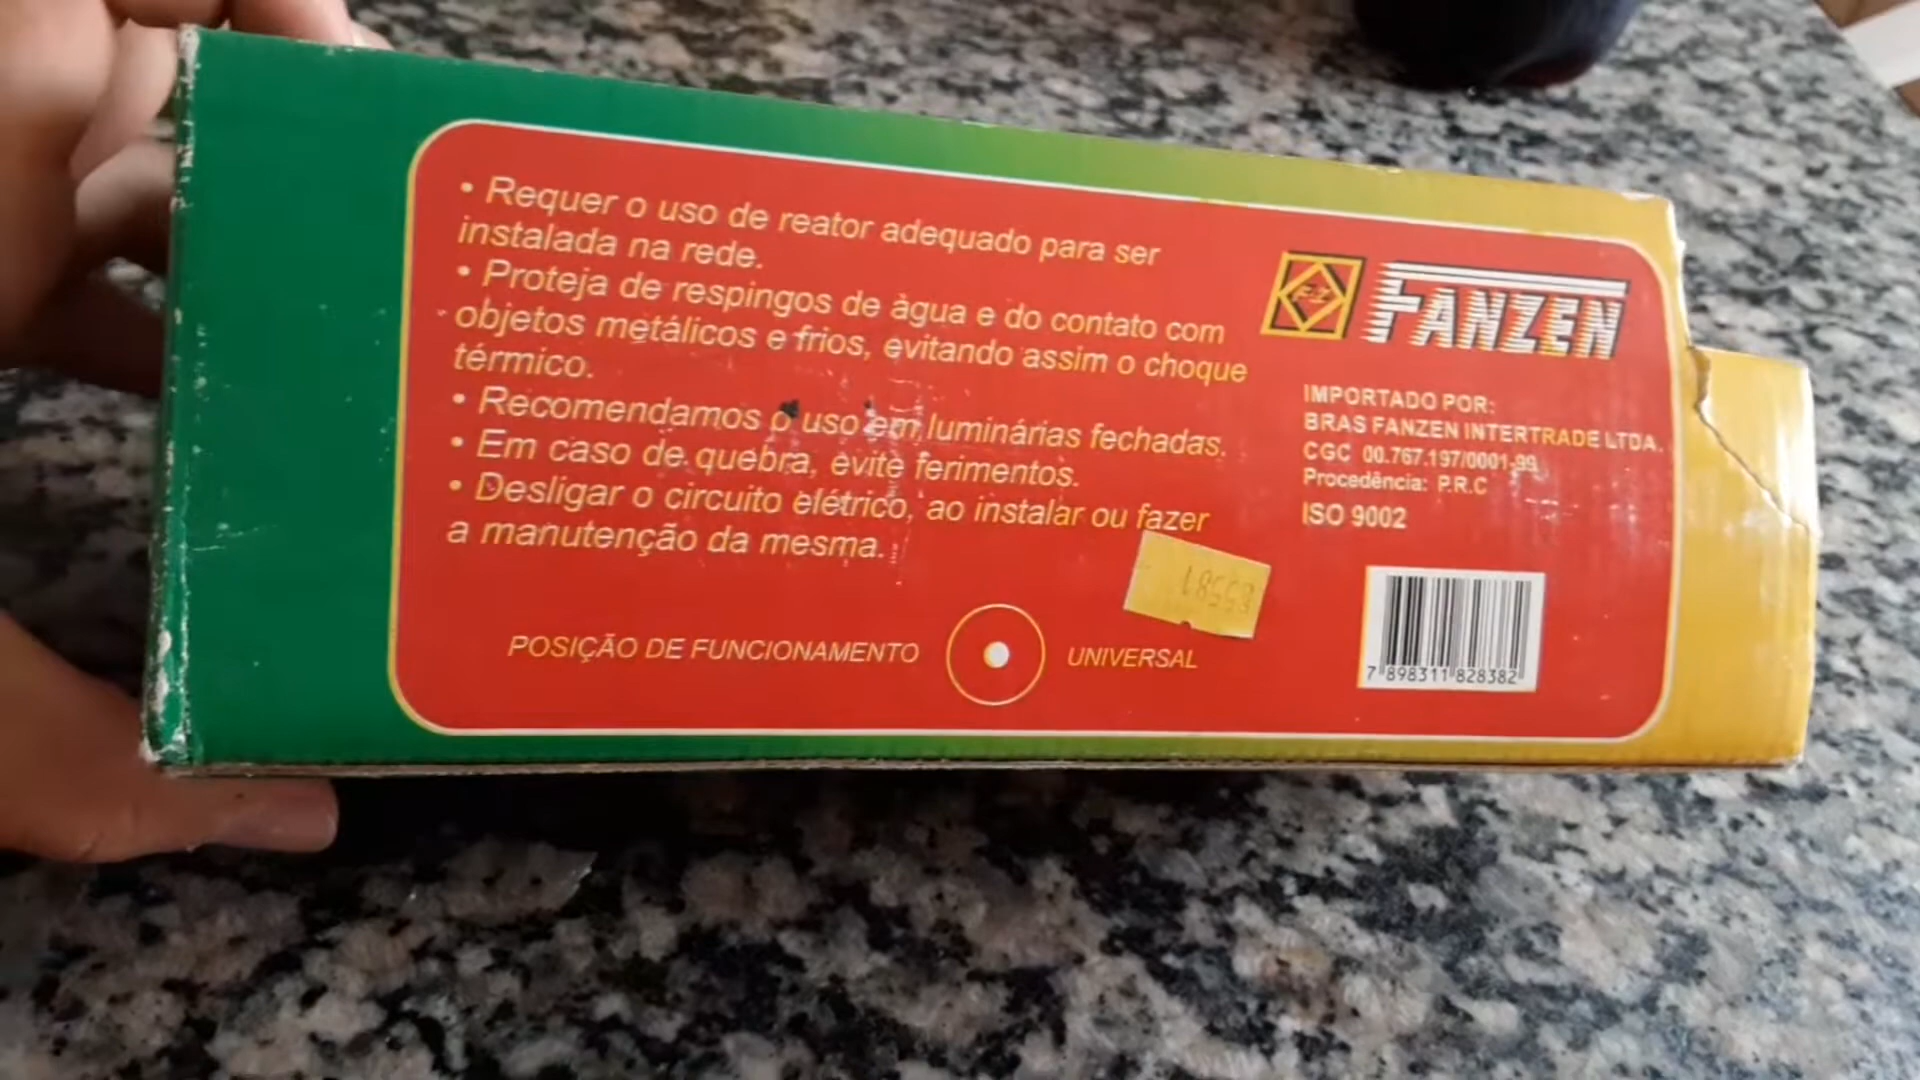 • Requer o uso de reator adequado para ser
instalada na rede.
• Proteja de respingos de àgua e do contato com
objetos metálicos e frios, evitando assim o choque
térmico.
• Recomendamos o uso em luminárias fechadas.
• Em caso de quebra, evite ferimentos.
• Desligar o circuito elétrico, ao instalar ou fazer
a manutenção da mesma.
POSIÇÃO DE FUNCIONAMENTO UNIVERSAL
FANZEN
IMPORTADO POR:
BRAS FANZEN INTERTRADE LTDA.
CGC 00.767.197/0001-99
Procedência: P.R.C
ISO 9002
7 898311 828382